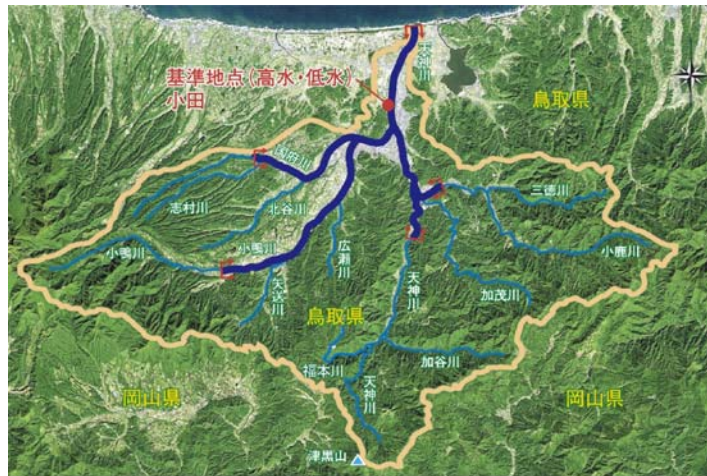 天神川
基準地点(高水・低水)
小田
鳥取県
国府川
三徳川
志村川
北谷川
小鴨川
小鴨川
広瀬川
小鹿川
矢送川
天神川
加茂川
鳥取県
福本川
加谷川
天神川
岡山県
岡山県
津黒山